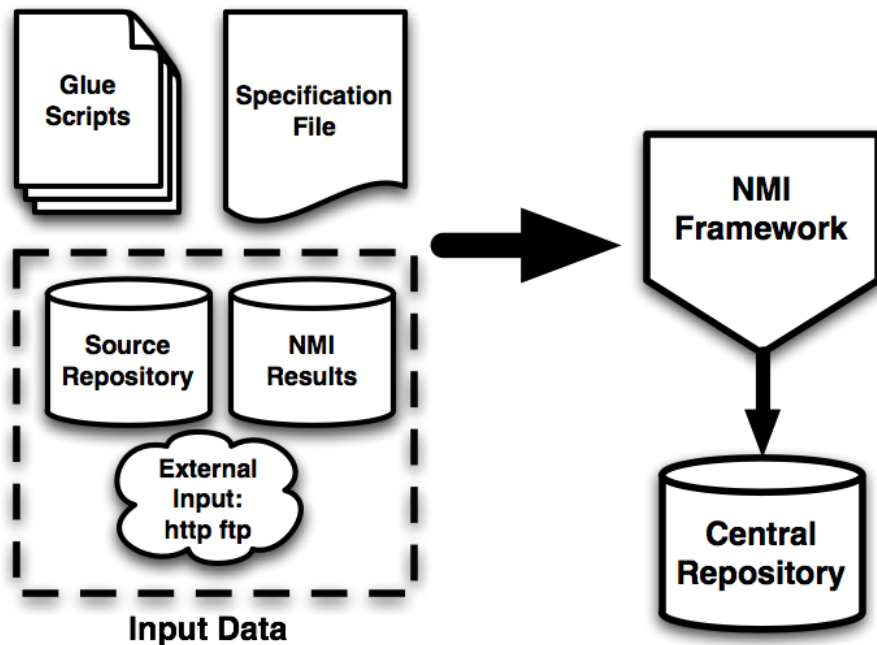 Glue
Scripts
Specification
File
Source
Repository
NMI
Results
External
Input:
http ftp
Input Data
NMI
Framework
Central
Repository